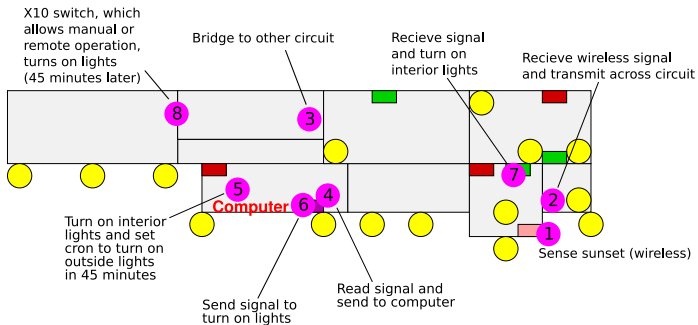 X10 switch, which
allows manual or
remote operation,
turns on lights
(45 minutes later)
Bridge to other circuit
Recieve signal
and turn on
interior lights
Recieve wireless signal
and transmit across circuit
8
3
7
5
Computer
6
4
2
1
Turn on interior
lights and set
cron to turn on
outside lights
in 45 minutes
Send signal to
turn on lights
Read signal and
send to computer
Sense sunset (wireless)